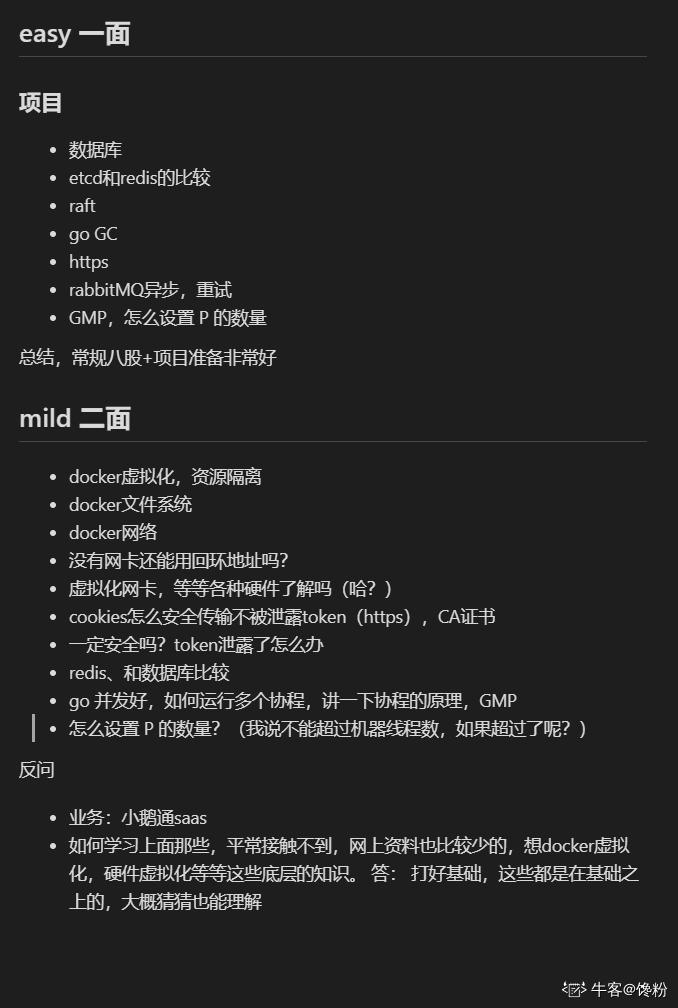 easy 一面
项目
• 数据库
• etcd和redis的比较
• raft
• go GC
• https
• rabbitMQ异步，重试
• GMP，怎么设置 P 的数量
总结，常规八股+项目准备非常好
mild 二面
• docker虚拟化，资源隔离
• docker文件系统
• docker网络
• 没有网卡还能用回环地址吗？
• 虚拟化网卡，等等各种硬件了解吗（哈？）
• cookies怎么安全传输不被泄露token（https），CA证书
• 一定安全吗？token泄露了怎么办
• redis、和数据库比较
• go 并发好，如何运行多个协程，讲一下协程的原理，GMP
• 怎么设置 P 的数量？（我说不能超过机器线程数，如果超过了呢？）
反问
• 业务：小鹅通saas
• 如何学习上面那些，平常接触不到，网上资料也比较少的，想docker虚拟
化，硬件虚拟化等等这些底层的知识。 答： 打好基础，这些都是在基础之
上的，大概猜猜也能理解
牛客@馋粉